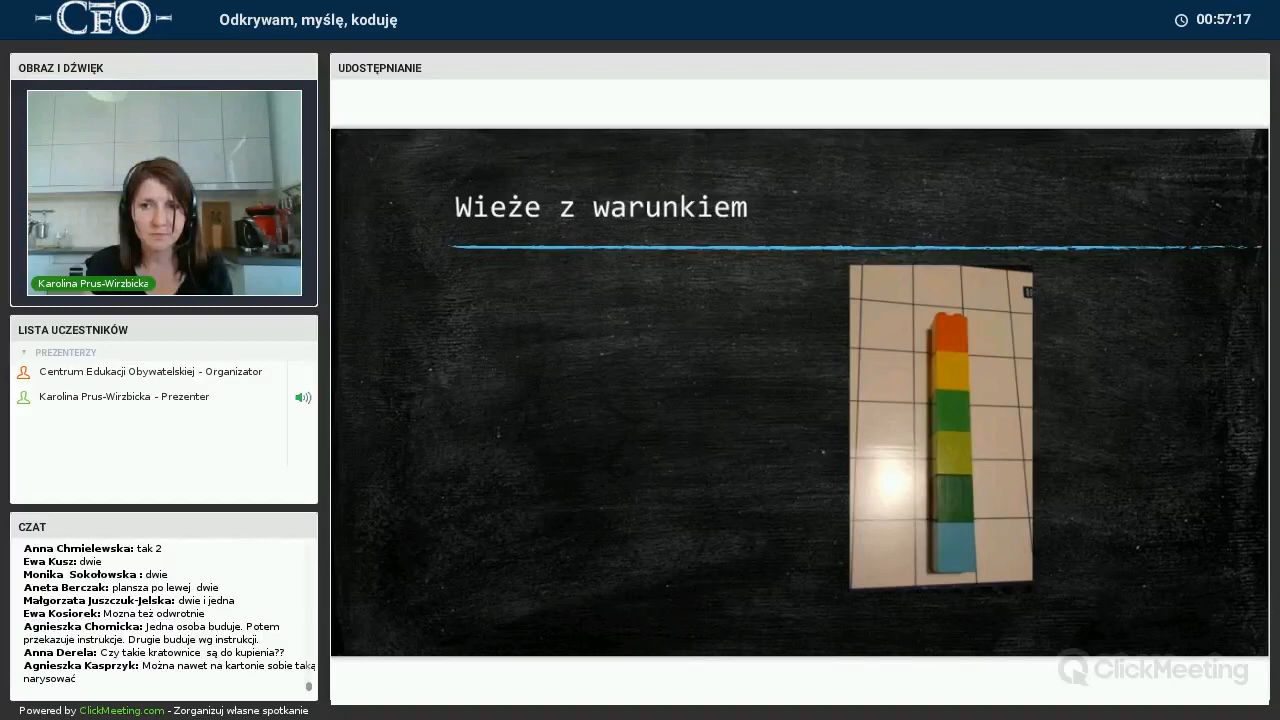 CEO
Odkrywam, myślę, koduję
00:57:17
OBRAZ I DŹWIĘK
Karolina Prus-Wirzbicka
LISTA UCZESTNIKÓW
PREZENTERZY
Centrum Edukacji Obywatelskiej - Organizator
Karolina Prus-Wirzbicka - Prezenter
CZAT
Anna Chmielewska: tak 2
Ewa Kusz: dwie
Monika Sokołowska : dwie
Aneta Berczak: plansza po lewej dwie
Małgorzata Juszczuk-Jelska: dwie i jedna
Ewa Kosiorek: Mozna też odwrotnie
Agnieszka Chomicka: Jedna osoba buduje. Potem
przekazuje instrukcje. Drugie buduje wg instrukcji.
Anna Derela: Czy takie kratownice są do kupienia??
Agnieszka Kasprzyk: Można nawet na kartonie sobie taką
narysować
Powered by ClickMeeting.com - Zorganizuj własne spotkanie
UDOSTĘPNIANIE
Wieże z warunkiem
ClickMeeting